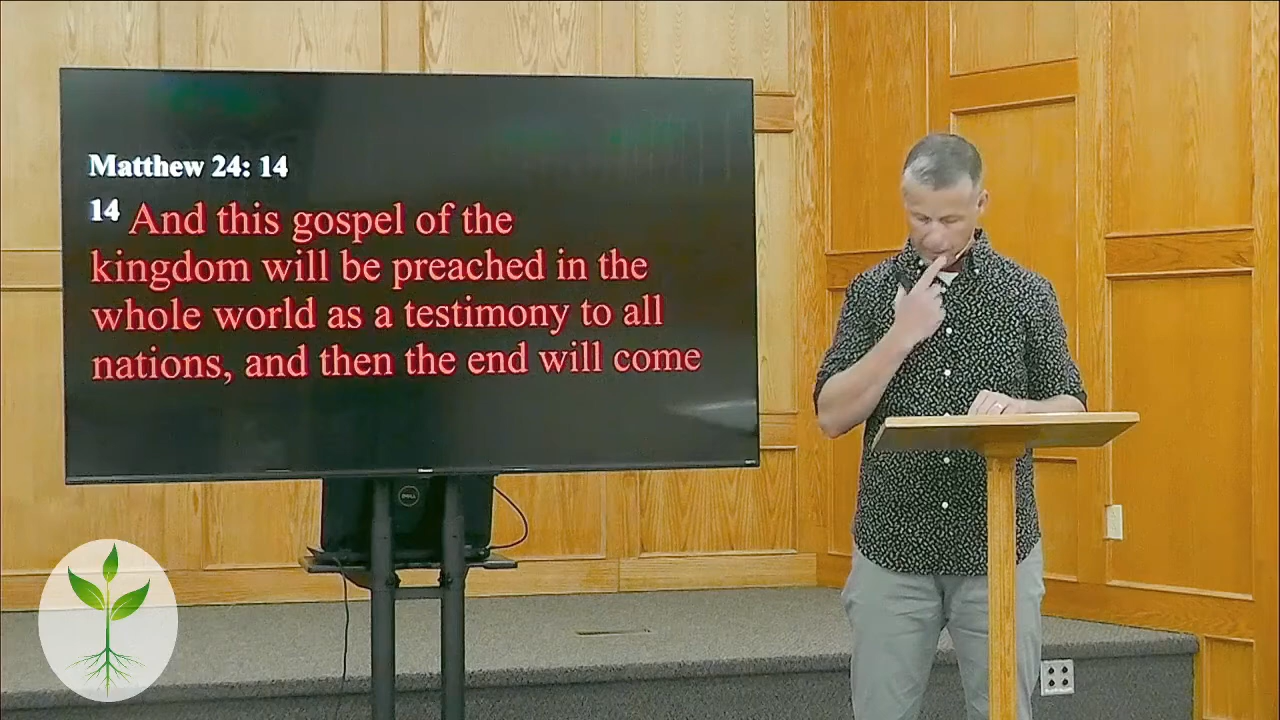 Matthew 24: 14
14 And this gospel of the
kingdom will be preached in the
whole world as a testimony to all
nations, and then the end will come
DELL